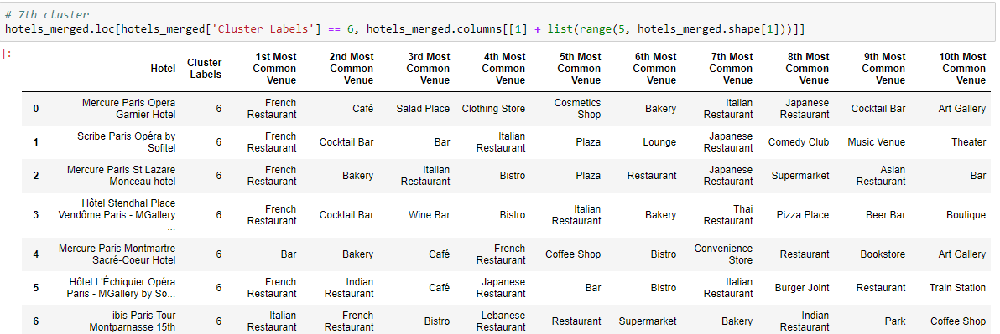 # 7th cluster
hotels_merged.loc[hotels_merged['Cluster Labels'] == 6, hotels_merged.columns[[1] + list(range(5, hotels_merged.shape[1]))]]
]:
Hotel Cluster Labels 1st Most Common Venue 2nd Most Common Venue 3rd Most Common Venue 4th Most Common Venue 5th Most Common Venue 6th Most Common Venue 7th Most Common Venue 8th Most Common Venue 9th Most Common Venue 10th Most Common Venue
0 Mercure Paris Opera Garnier Hotel 6 French Restaurant Café Salad Place Clothing Store Cosmetics Shop Bakery Italian Restaurant Japanese Restaurant Cocktail Bar Art Gallery
1 Scribe Paris Opéra by Sofitel 6 French Restaurant Cocktail Bar Bar Italian Restaurant Plaza Lounge Japanese Restaurant Comedy Club Music Venue Theater
2 Mercure Paris St Lazare Monceau hotel 6 French Restaurant Bakery Italian Restaurant Bistro Plaza Restaurant Japanese Restaurant Supermarket Asian Restaurant Bar
3 Hôtel Stendhal Place Vendôme Paris - MGallery ... 6 French Restaurant Cocktail Bar Wine Bar Bistro Italian Restaurant Bakery Thai Restaurant Pizza Place Beer Bar Boutique
4 Mercure Paris Montmartre Sacré-Coeur Hotel 6 Bar Bakery Café French Restaurant Coffee Shop Bistro Convenience Store Restaurant Bookstore Art Gallery
5 Hôtel L'Échiquier Opéra Paris - MGallery by So... 6 French Restaurant Indian Restaurant Café Japanese Restaurant Bar Bistro Italian Restaurant Burger Joint Restaurant Train Station
6 ibis Paris Tour Montparnasse 15th 6 Italian Restaurant French Restaurant Bistro Lebanese Restaurant Restaurant Supermarket Bakery Indian Restaurant Park Coffee Shop